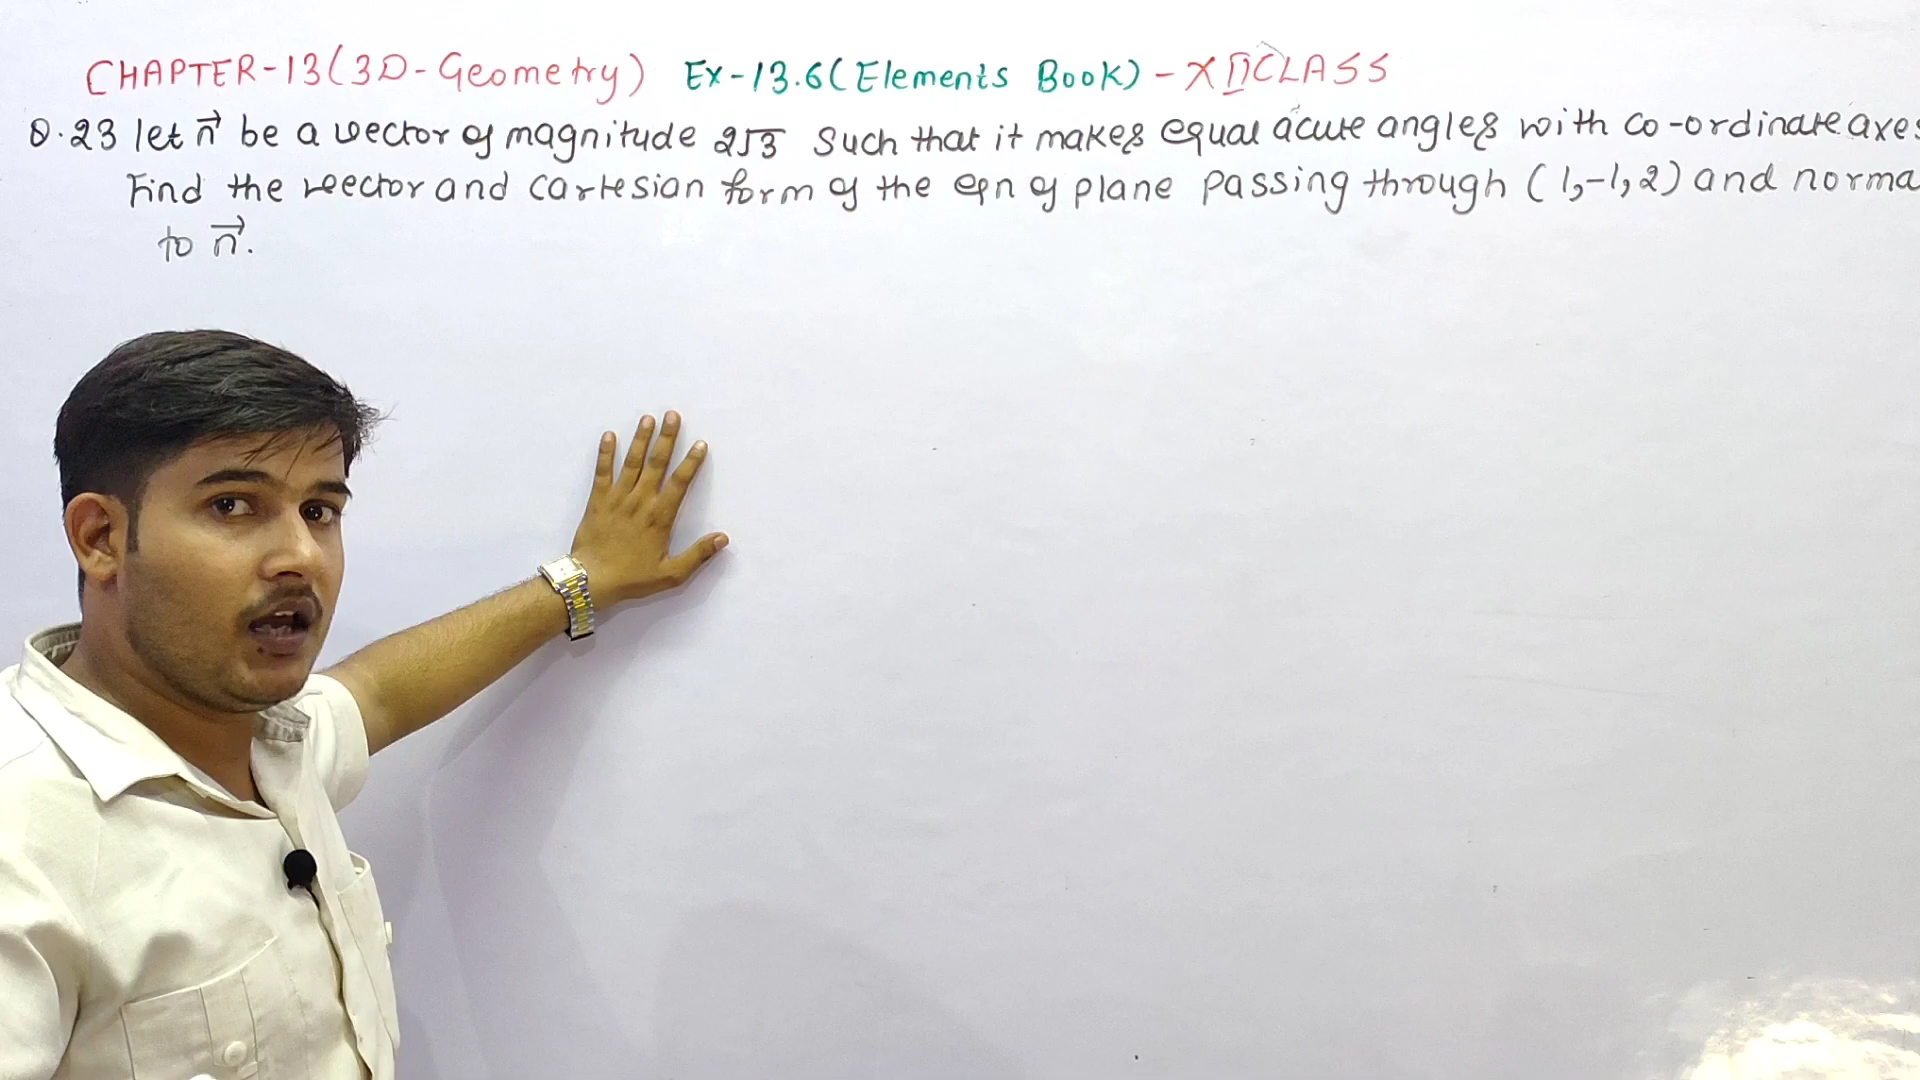 CHAPTER-13(3D-Geometry) Ex-13.6(Elements Book)-XIICLASS
Q.23 let n⃗ be a vector of magnitude 2√3 Such that it makes equal acute angles with co-ordinate axes
Find the vector and cartesian form of the eqn of plane passing through (1,-1,2) and norma
to n⃗.